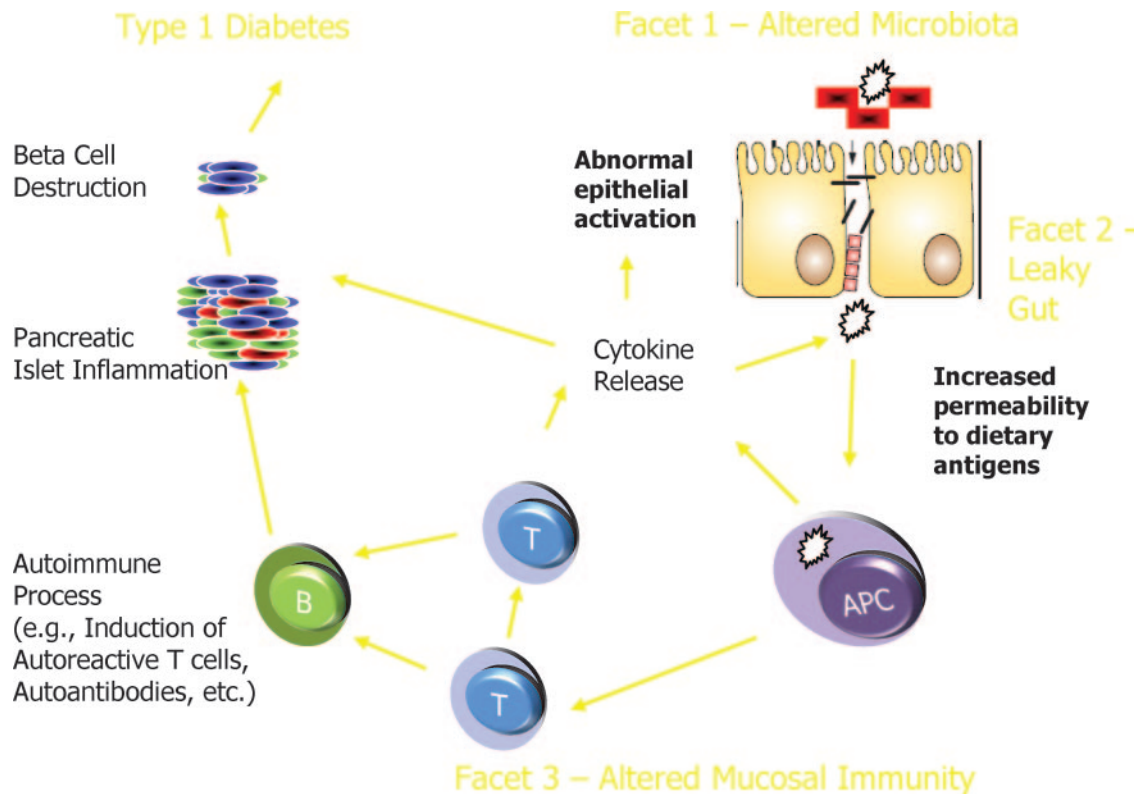 Type 1 Diabetes
Facet 1 – Altered Microbiota
Beta Cell
Destruction
Abnormal
epithelial
activation
Facet 2 -
Leaky
Gut
Pancreatic
Islet Inflammation
Cytokine
Release
Increased
permeability
to dietary
antigens
T
B
APC
Autoimmune
Process
(e.g., Induction of
Autoreactive T cells,
Autoantibodies, etc.)
T
Facet 3 – Altered Mucosal Immunity